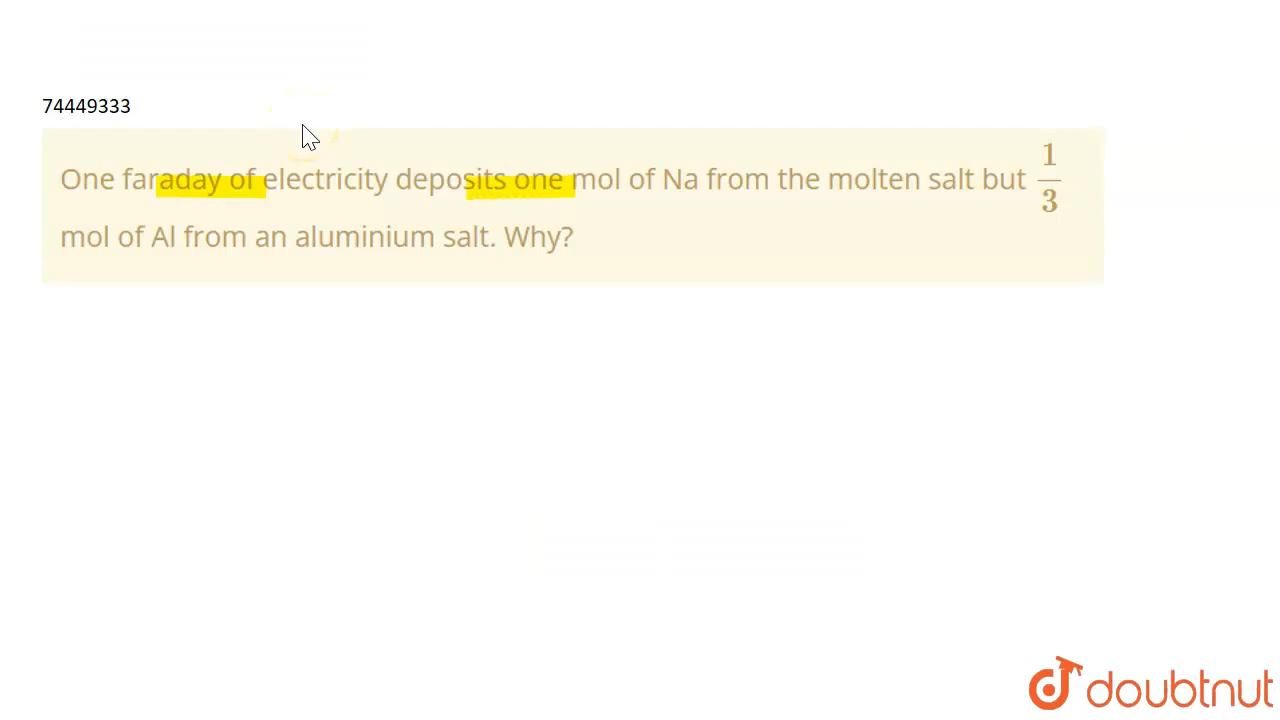 74449333
One faraday of electricity deposits one mol of Na from the molten salt but 1/3
mol of Al from an aluminium salt. Why?
doubtnut